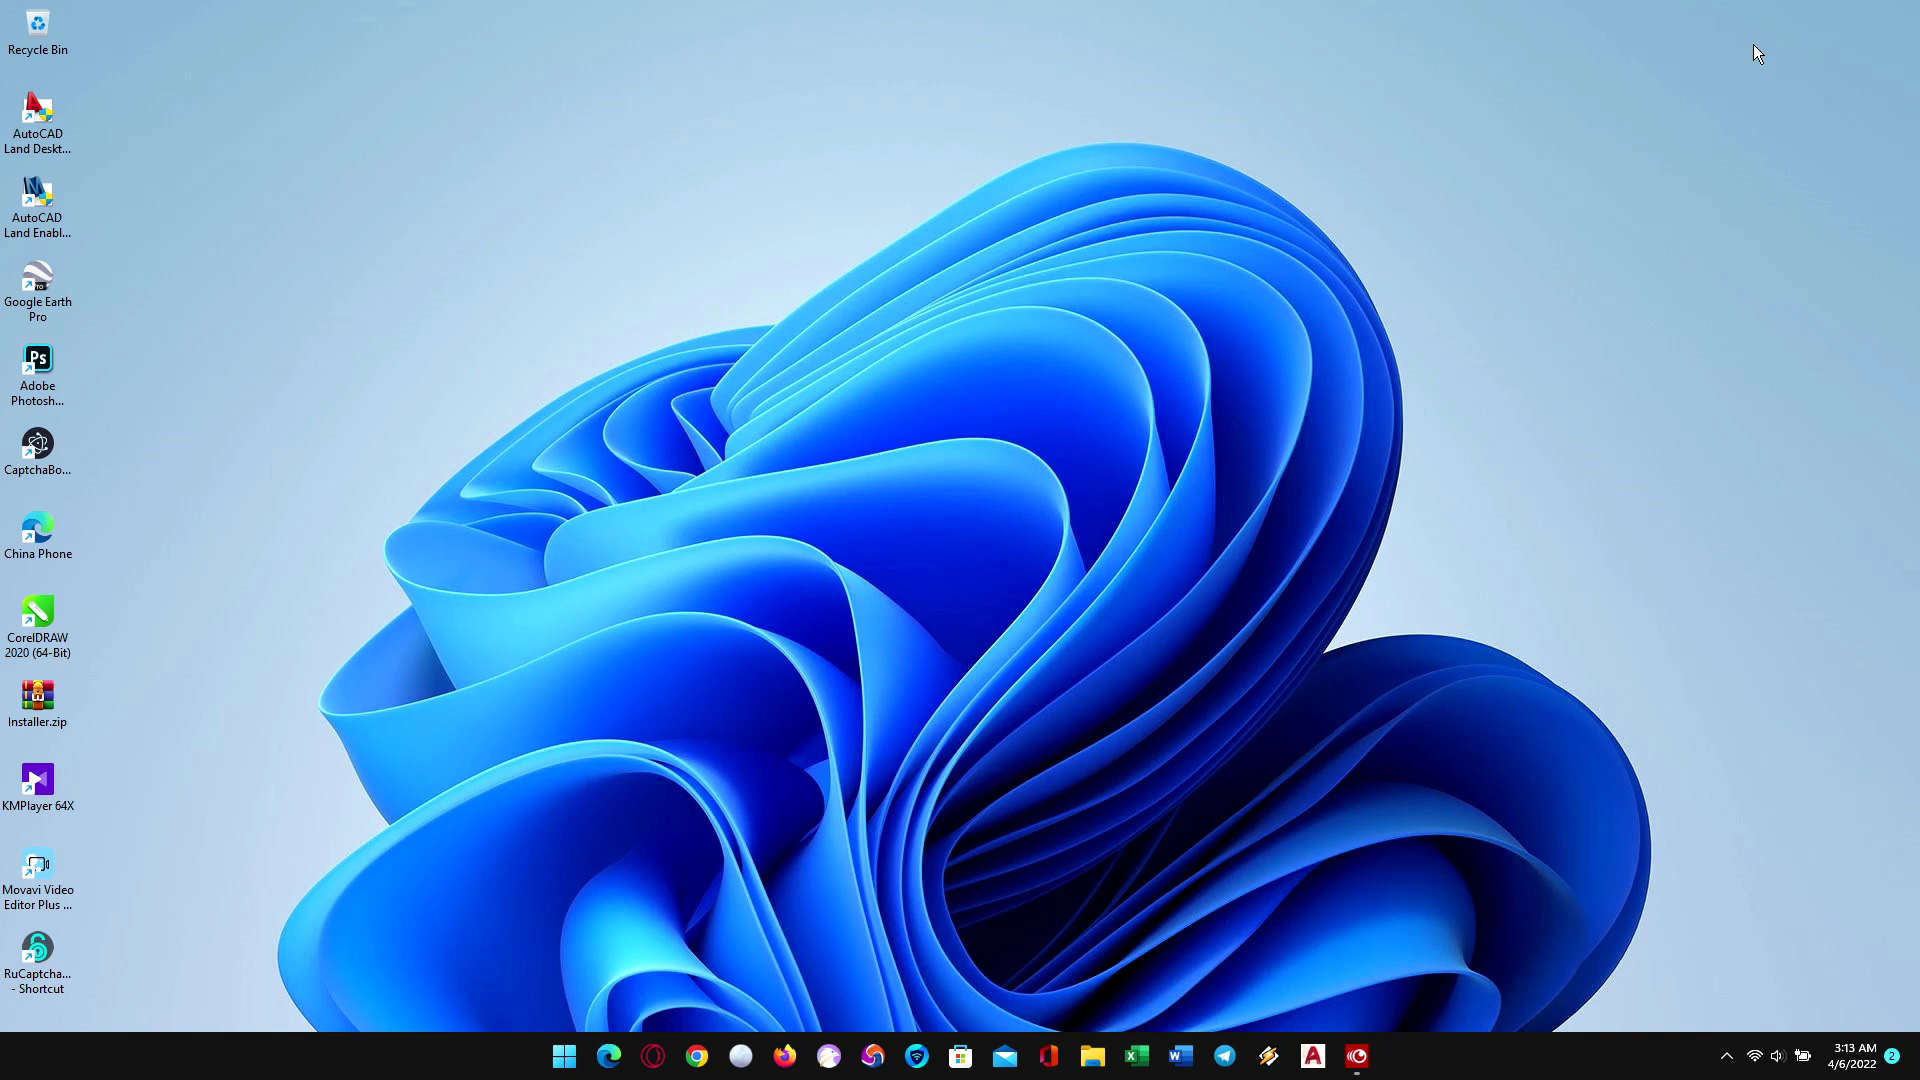 Recycle Bin
AutoCAD
Land Deskt...
AutoCAD
Land Enabl...
Google Earth
Pro
Ps
Adobe
Photosh...
CaptchaBo...
China Phone
CorelDRAW
2020 (64-Bit)
Installer.zip
KMPlayer 64X
Movavi Video
Editor Plus ...
RuCaptcha...
- Shortcut
3:13 AM
4/6/2022
2